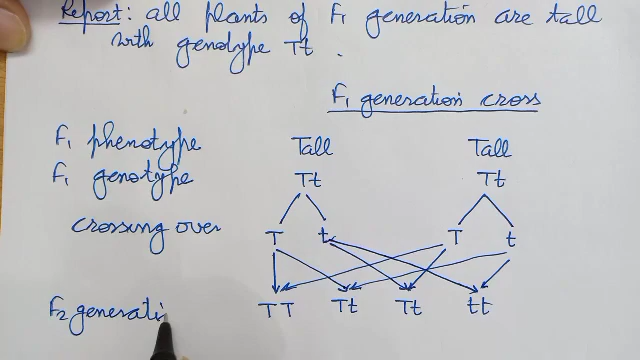 Report: all plants of F₁ generation are tall
with genotype Tt .
F₁ generation cross
F₁ phenotype Tall Tall
F₁ genotype Tt Tt
crossing over T t T t
F₂ generati TT Tt Tt tt